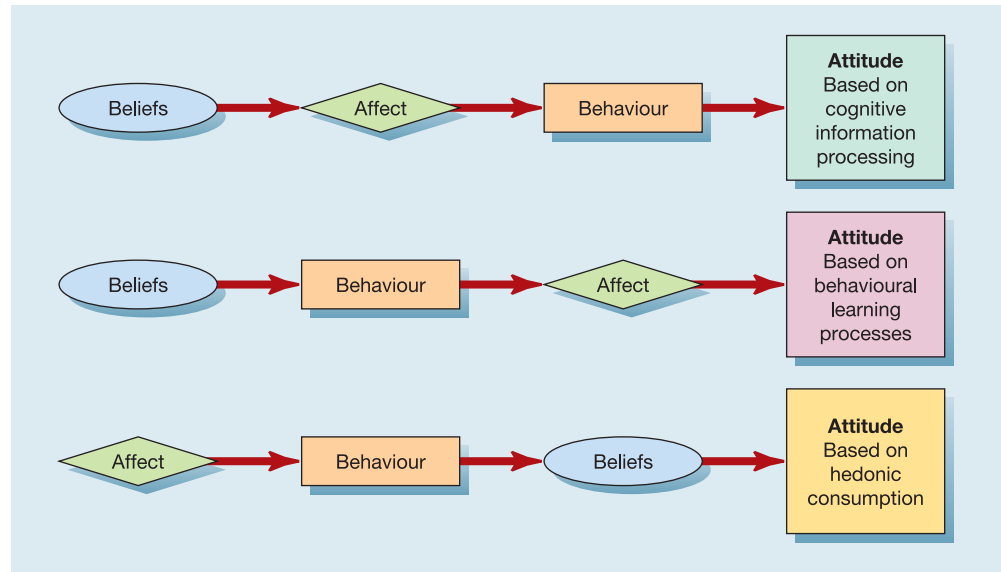 Beliefs
Affect
Behaviour
Attitude
Based on
cognitive
information
processing
Beliefs
Behaviour
Affect
Attitude
Based on
behavioural
learning
processes
Affect
Behaviour
Beliefs
Attitude
Based on
hedonic
consumption